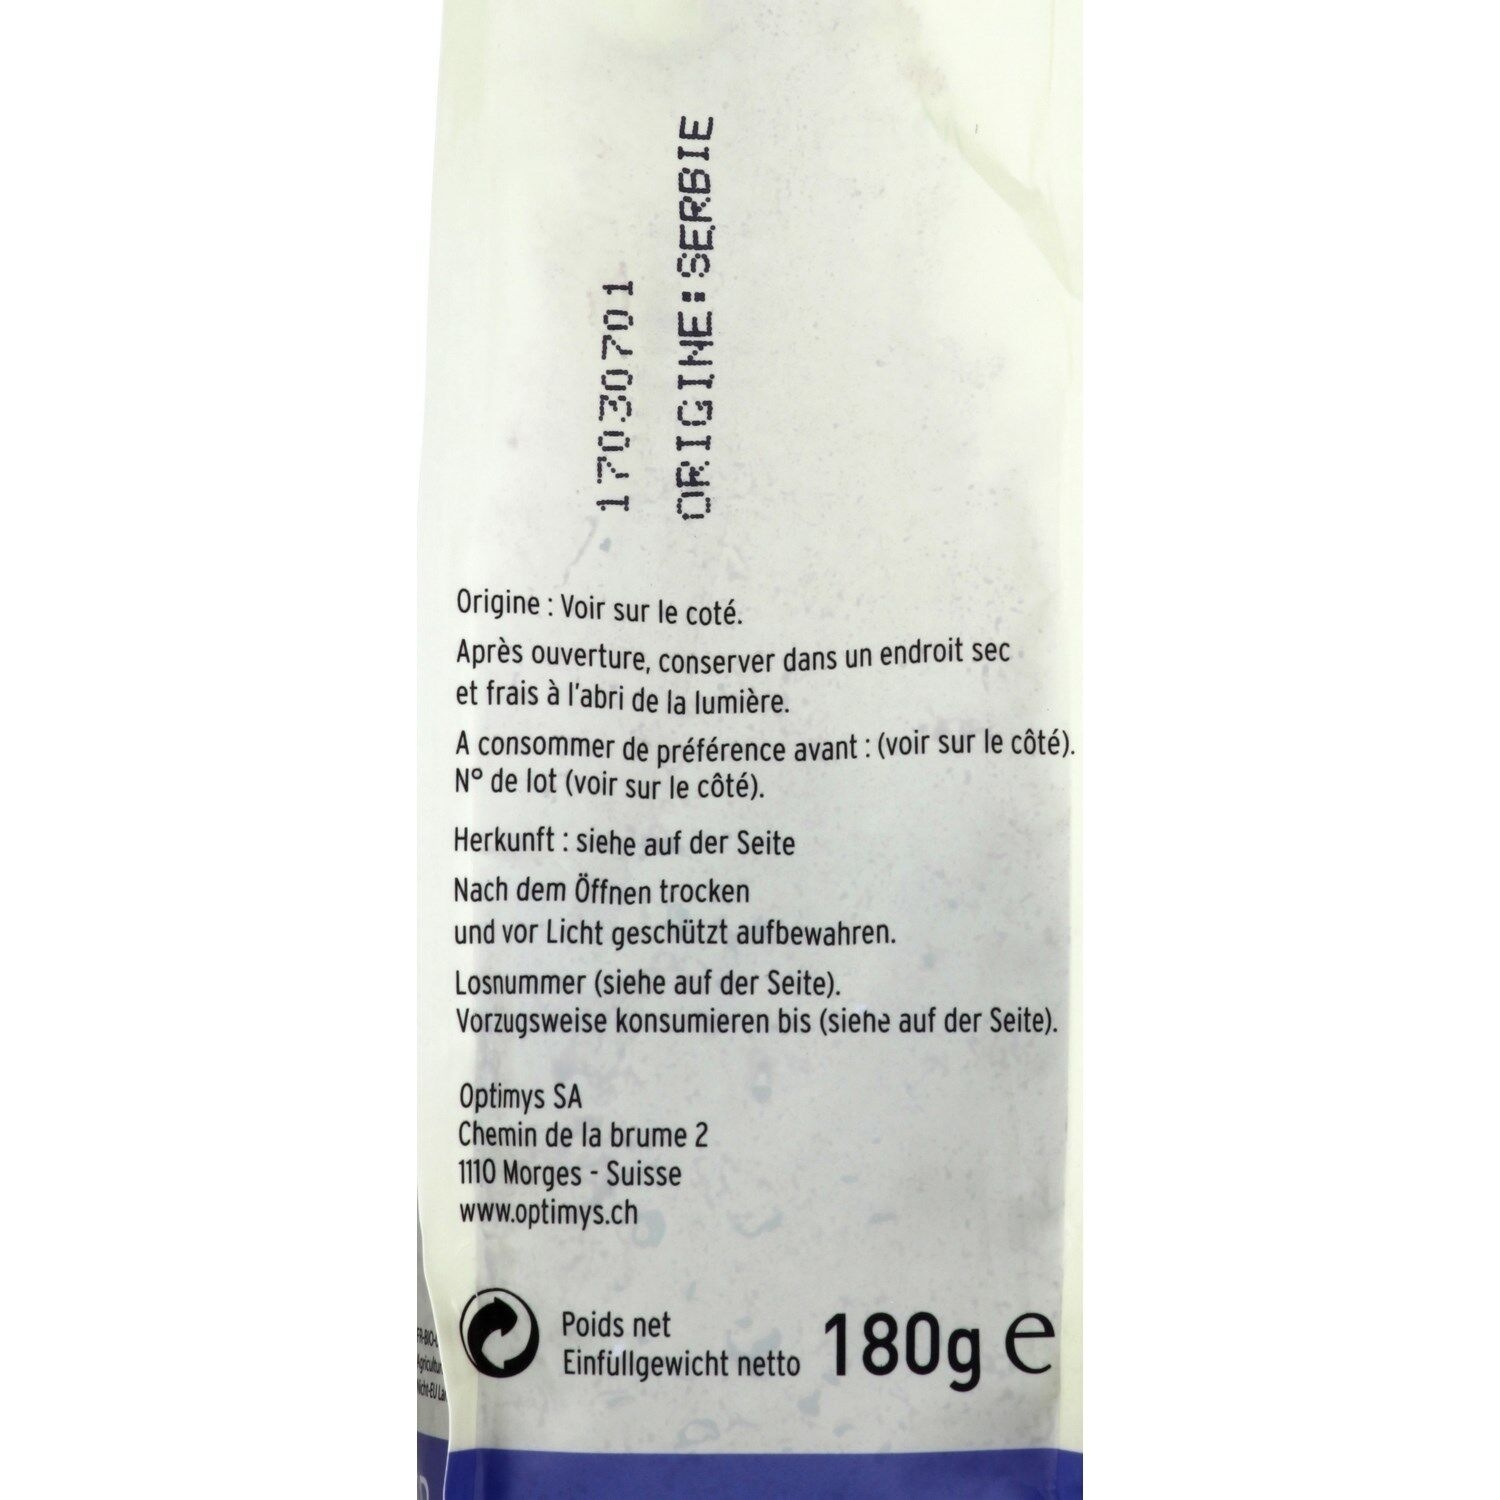 17030701
ORIGINE:SERBIE
Origine : Voir sur le coté.
Après ouverture, conserver dans un endroit sec
et frais à l'abri de la lumière.
A consommer de préférence avant : (voir sur le côté).
N° de lot (voir sur le côté).
Herkunft : siehe auf der Seite
Nach dem Öffnen trocken
und vor Licht geschützt aufbewahren.
Losnummer (siehe auf der Seite).
Vorzugsweise konsumieren bis (siehe auf der Seite).
Optimys SA
Chemin de la brume 2
1110 Morges - Suisse
www.optimys.ch
Poids net
Einfüllgewicht netto 180g e